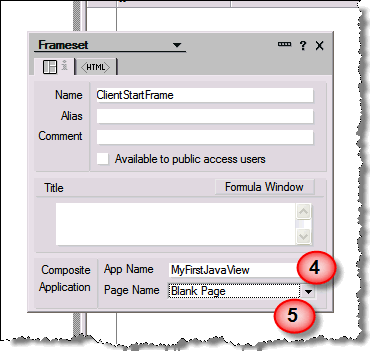 Frameset ? X
i <HTML>
Name ClientStartFrame
Alias
Comment
Available to public access users
Title Formula Window
Composite Application App Name MyFirstJavaView 4
Page Name Blank Page
5